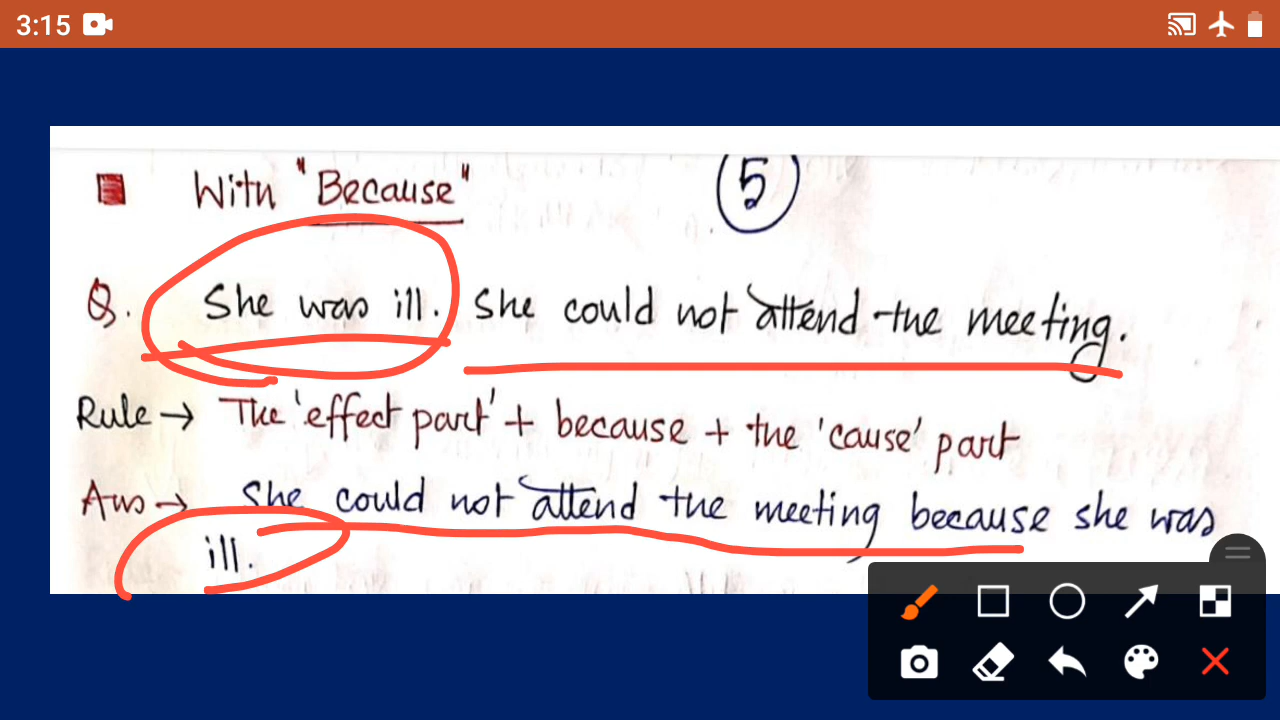 3:15
With "Because"
5
Q. She was ill. She could not attend the meeting.
Rule → The 'effect part' + because + the 'cause' part
Ans → She could not attend the meeting because she was
ill.